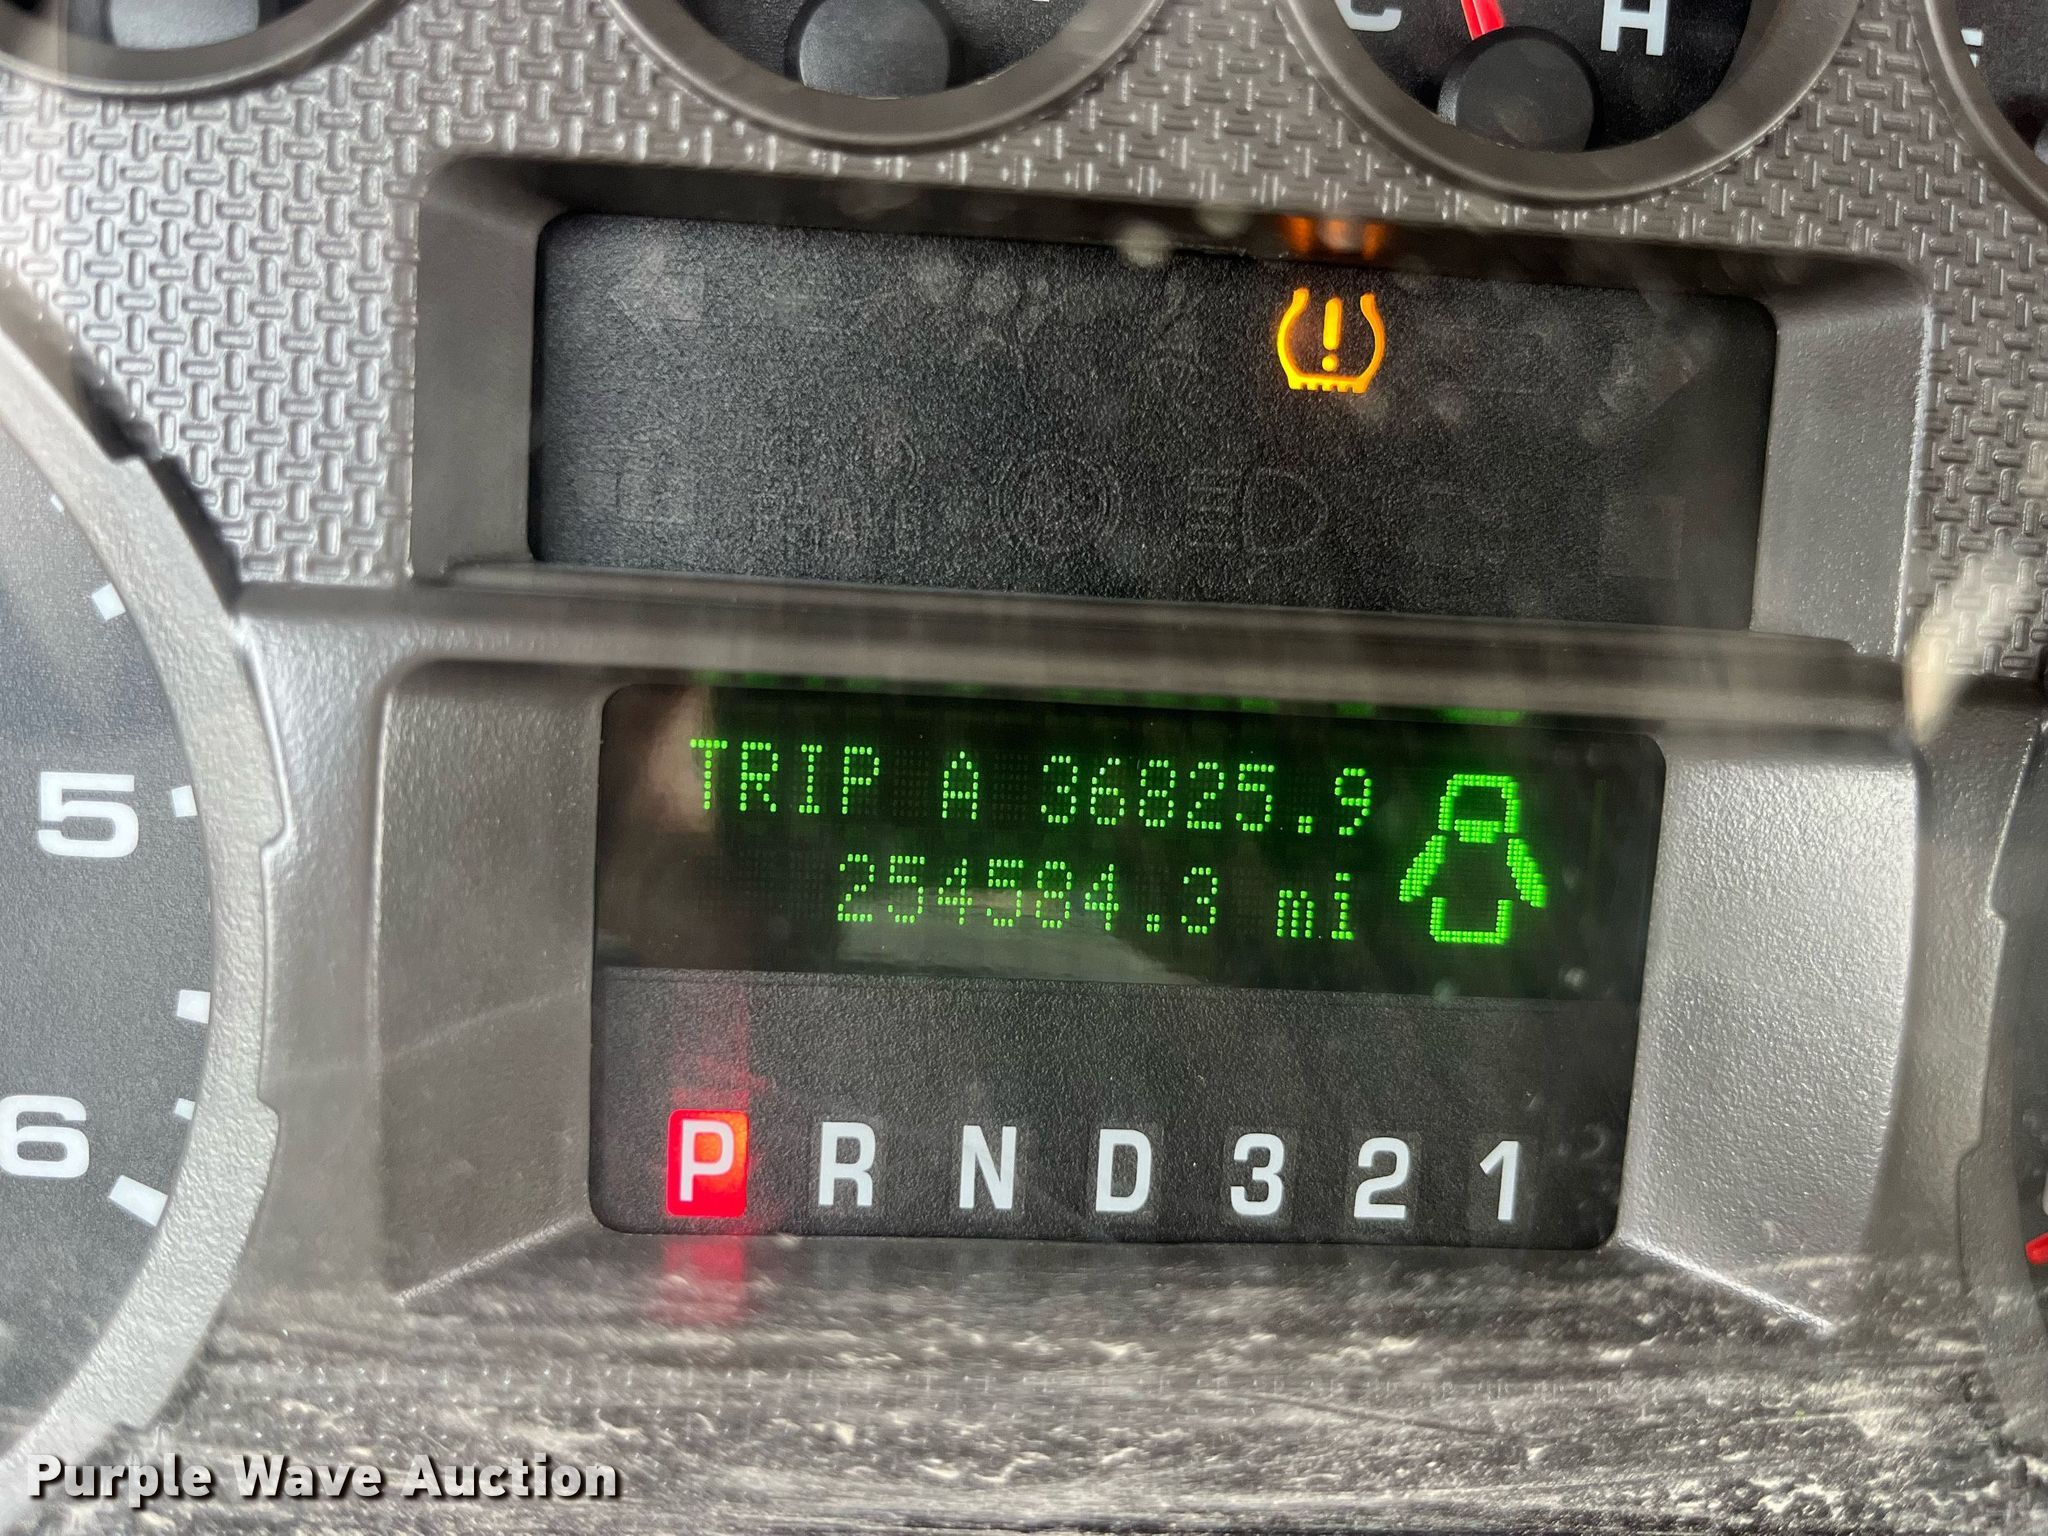 C H
TRIP A 36825.9
254584.3 mi
5
6
P R N D 3 2 1
Purple Wave Auction